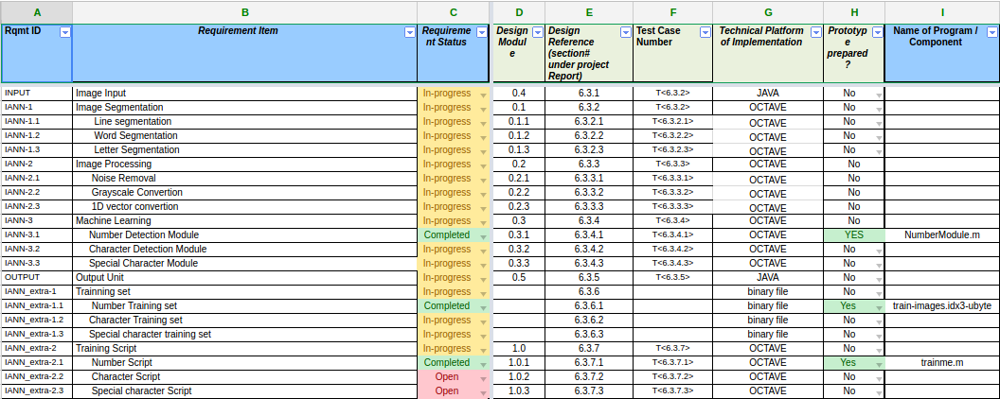 A B C D E F G H I
Rqmt ID Requirement Item Requireme nt Status Design Modul e Design Reference (section# under project Report) Test Case Number Technical Platform of Implementation Prototyp e prepared ? Name of Program / Component
INPUT Image Input In-progress 0.4 6.3.1 T<6.3.2> JAVA No
IANN-1 Image Segmentation In-progress 0.1 6.3.2 T<6.3.2> OCTAVE No
IANN-1.1 Line segmentation In-progress 0.1.1 6.3.2.1 T<6.3.2.1> OCTAVE No
IANN-1.2 Word Segmentation In-progress 0.1.2 6.3.2.2 T<6.3.2.2> OCTAVE No
IANN-1.3 Letter Segmentation In-progress 0.1.3 6.3.2.3 T<6.3.2.3> OCTAVE No
IANN-2 Image Processing In-progress 0.2 6.3.3 T<6.3.3> OCTAVE No
IANN-2.1 Noise Removal In-progress 0.2.1 6.3.3.1 T<6.3.3.1> OCTAVE No
IANN-2.2 Grayscale Convertion In-progress 0.2.2 6.3.3.2 T<6.3.3.2> OCTAVE No
IANN-2.3 1D vector convertion In-progress 0.2.3 6.3.3.3 T<6.3.3.3> OCTAVE No
IANN-3 Machine Learning In-progress 0.3 6.3.4 T<6.3.4> OCTAVE No
IANN-3.1 Number Detection Module Completed 0.3.1 6.3.4.1 T<6.3.4.1> OCTAVE YES NumberModule.m
IANN-3.2 Character Detection Module In-progress 0.3.2 6.3.4.2 T<6.3.4.2> OCTAVE No
IANN-3.3 Special Character Module In-progress 0.3.3 6.3.4.3 T<6.3.4.3> OCTAVE No
OUTPUT Output Unit In-progress 0.5 6.3.5 T<6.3.5> JAVA No
IANN_extra-1 Trainning set In-progress 6.3.6 binary file No
IANN_extra-1.1 Number Training set Completed 6.3.6.1 binary file Yes train-images.idx3-ubyte
IANN_extra-1.2 Character Training set In-progress 6.3.6.2 binary file No
IANN_extra-1.3 Special character training set In-progress 6.3.6.3 binary file No
IANN_extra-2 Training Script In-progress 1.0 6.3.7 T<6.3.7> OCTAVE No
IANN_extra-2.1 Number Script Completed 1.0.1 6.3.7.1 T<6.3.7.1> OCTAVE Yes trainme.m
IANN_extra-2.2 Character Script Open 1.0.2 6.3.7.2 T<6.3.7.2> OCTAVE No
IANN_extra-2.3 Special character Script Open 1.0.3 6.3.7.3 T<6.3.7.3> OCTAVE No